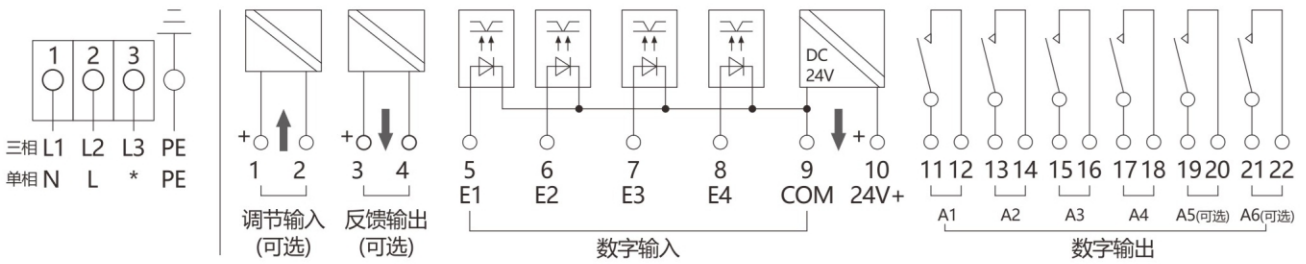 1 2 3
三相 L1 L2 L3 PE
单相 N L * PE
+ 1 2
调节输入
(可选)
+ 3 4
反馈输出
(可选)
DC
24V
+
5 6 7 8 9 10
E1 E2 E3 E4 COM 24V+
数字输入
11 12 13 14 15 16 17 18 19 20 21 22
A1 A2 A3 A4 A5(可选) A6(可选)
数字输出